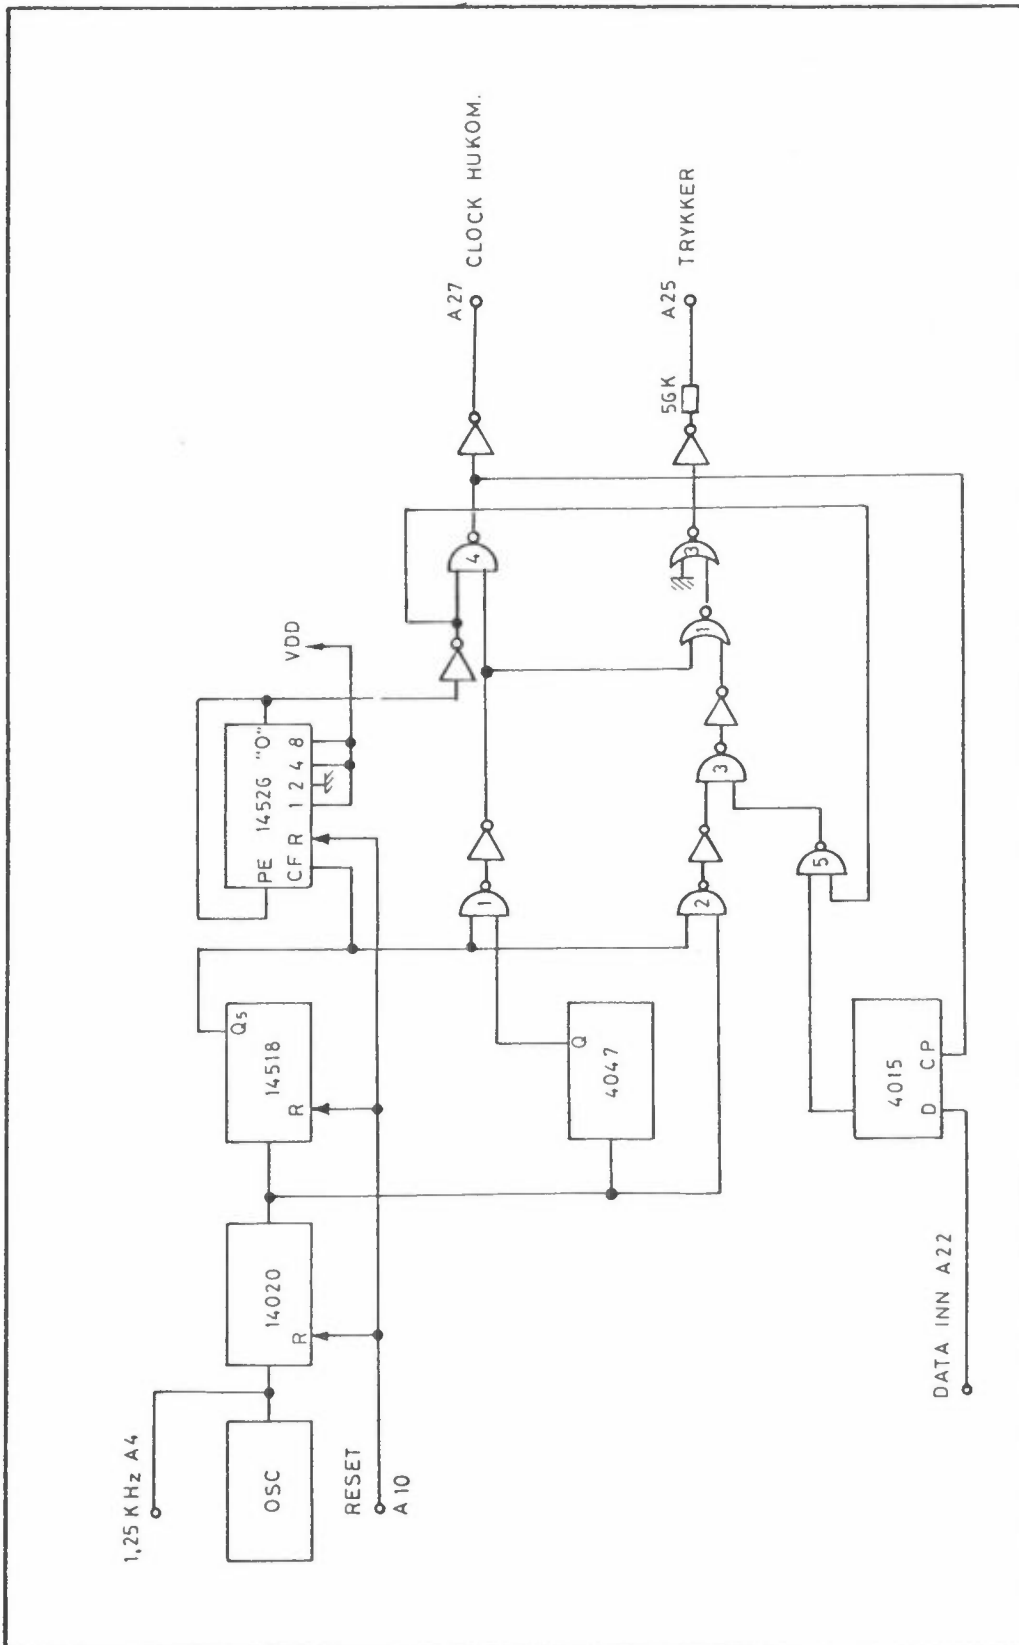 1,25 KHz A4
OSC
RESET
A10
14020
R
14518
R
Q5
PE 14526 "0"
CF R 1 2 4 8
VDD
4047
Q
1
2
4
A27 CLOCK HUKOM.
3
1
3
56K
A25 TRYKKER
5
4015
D CP
DATA INN A22